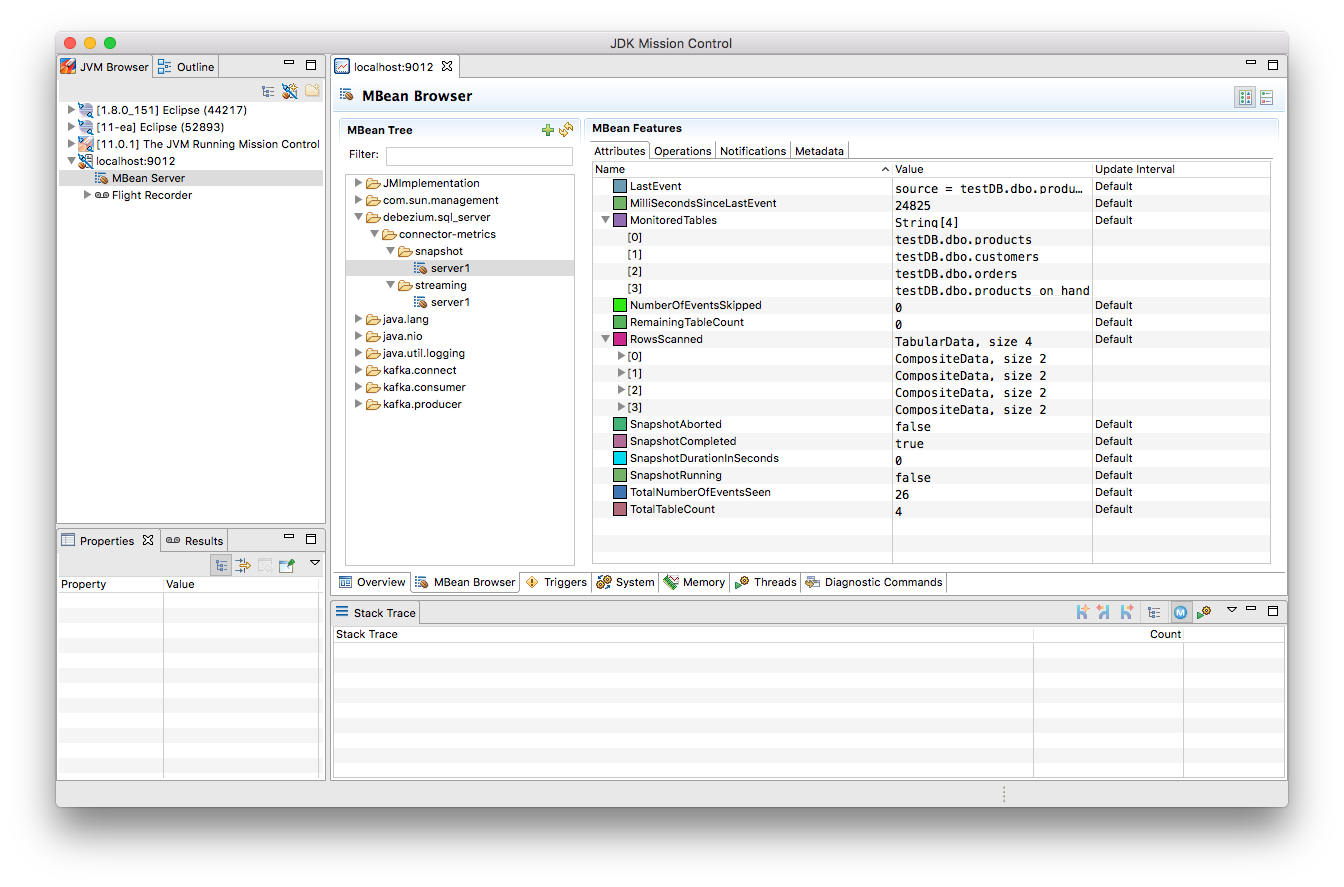 JDK Mission Control
JVM Browser
Outline
[1.8.0_151] Eclipse (44217)
[11-ea] Eclipse (52893)
[11.0.1] The JVM Running Mission Control
localhost:9012
MBean Server
Flight Recorder
Properties
Results
Property Value
localhost:9012
MBean Browser
MBean Tree
Filter:
JMImplementation
com.sun.management
debezium.sql_server
connector-metrics
snapshot
server1
streaming
server1
java.lang
java.nio
java.util.logging
kafka.connect
kafka.consumer
kafka.producer
MBean Features
Attributes Operations Notifications Metadata
Name Value Update Interval
LastEvent source = testDB.dbo.produ... Default
MilliSecondsSinceLastEvent 24825 Default
MonitoredTables String[4] Default
[0] testDB.dbo.products
[1] testDB.dbo.customers
[2] testDB.dbo.orders
[3] testDB.dbo.products_on_hand
NumberOfEventsSkipped 0 Default
RemainingTableCount 0 Default
RowsScanned TabularData, size 4 Default
[0] CompositeData, size 2
[1] CompositeData, size 2
[2] CompositeData, size 2
[3] CompositeData, size 2
SnapshotAborted false Default
SnapshotCompleted true Default
SnapshotDurationInSeconds 0 Default
SnapshotRunning false Default
TotalNumberOfEventsSeen 26 Default
TotalTableCount 4 Default
Overview MBean Browser Triggers System Memory Threads Diagnostic Commands
Stack Trace
M
Stack Trace Count